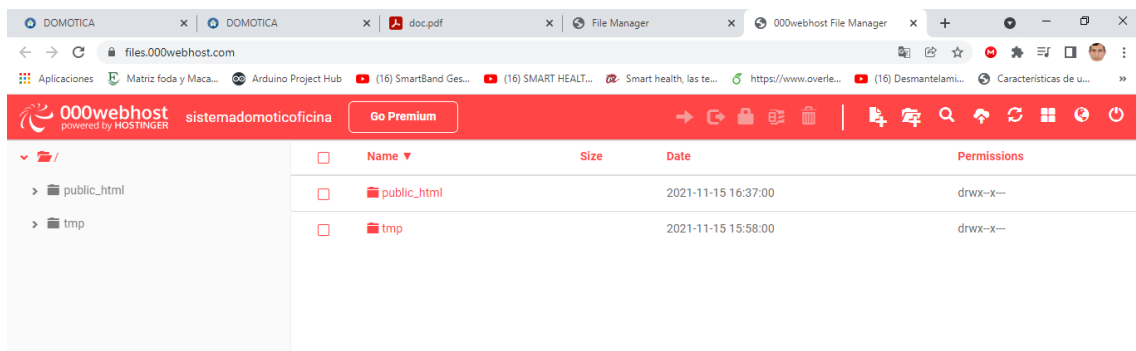 DOMOTICA DOMOTICA doc.pdf File Manager 000webhost File Manager
files.000webhost.com
Aplicaciones Matriz foda y Maca... Arduino Project Hub (16) SmartBand Ges... (16) SMART HEALT... Smart health, las te... https://www.overle... (16) Desmantelami... Características de u... »
000webhost sistemadomoticoficina Go Premium
powered by HOSTINGER
/ Name ▼ Size Date Permissions
public_html public_html 2021-11-15 16:37:00 drwx--x---
tmp tmp 2021-11-15 15:58:00 drwx--x---